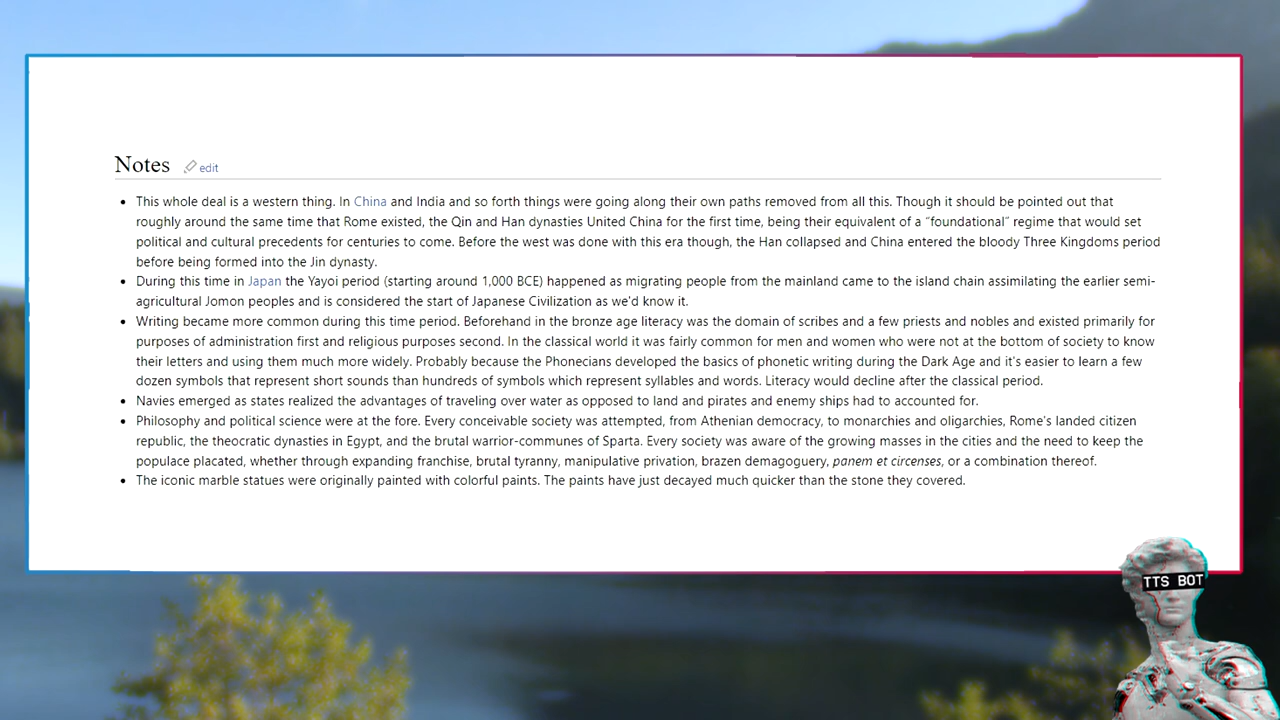 Notes edit
• This whole deal is a western thing. In China and India and so forth things were going along their own paths removed from all this. Though it should be pointed out that
roughly around the same time that Rome existed, the Qin and Han dynasties United China for the first time, being their equivalent of a "foundational" regime that would set
political and cultural precedents for centuries to come. Before the west was done with this era though, the Han collapsed and China entered the bloody Three Kingdoms period
before being formed into the Jin dynasty.
• During this time in Japan the Yayoi period (starting around 1,000 BCE) happened as migrating people from the mainland came to the island chain assimilating the earlier semi-
agricultural Jomon peoples and is considered the start of Japanese Civilization as we'd know it.
• Writing became more common during this time period. Beforehand in the bronze age literacy was the domain of scribes and a few priests and nobles and existed primarily for
purposes of administration first and religious purposes second. In the classical world it was fairly common for men and women who were not at the bottom of society to know
their letters and using them much more widely. Probably because the Phonecians developed the basics of phonetic writing during the Dark Age and it's easier to learn a few
dozen symbols that represent short sounds than hundreds of symbols which represent syllables and words. Literacy would decline after the classical period.
• Navies emerged as states realized the advantages of traveling over water as opposed to land and pirates and enemy ships had to accounted for.
• Philosophy and political science were at the fore. Every conceivable society was attempted, from Athenian democracy, to monarchies and oligarchies, Rome's landed citizen
republic, the theocratic dynasties in Egypt, and the brutal warrior-communes of Sparta. Every society was aware of the growing masses in the cities and the need to keep the
populace placated, whether through expanding franchise, brutal tyranny, manipulative privation, brazen demagoguery, panem et circenses, or a combination thereof.
• The iconic marble statues were originally painted with colorful paints. The paints have just decayed much quicker than the stone they covered.
TTS BOT